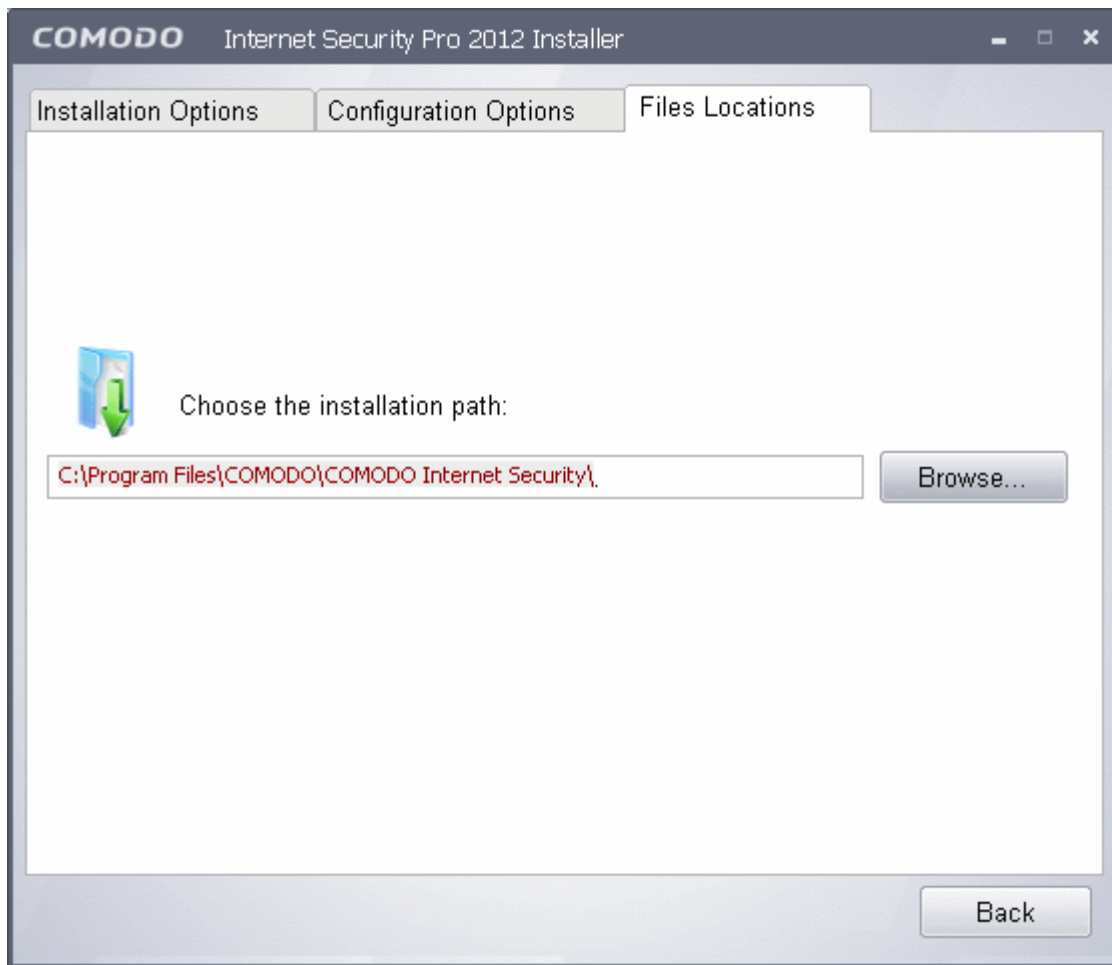 COMODO Internet Security Pro 2012 Installer
Installation Options
Configuration Options
Files Locations
Choose the installation path:
C:\Program Files\COMODO\COMODO Internet Security\
Browse...
Back